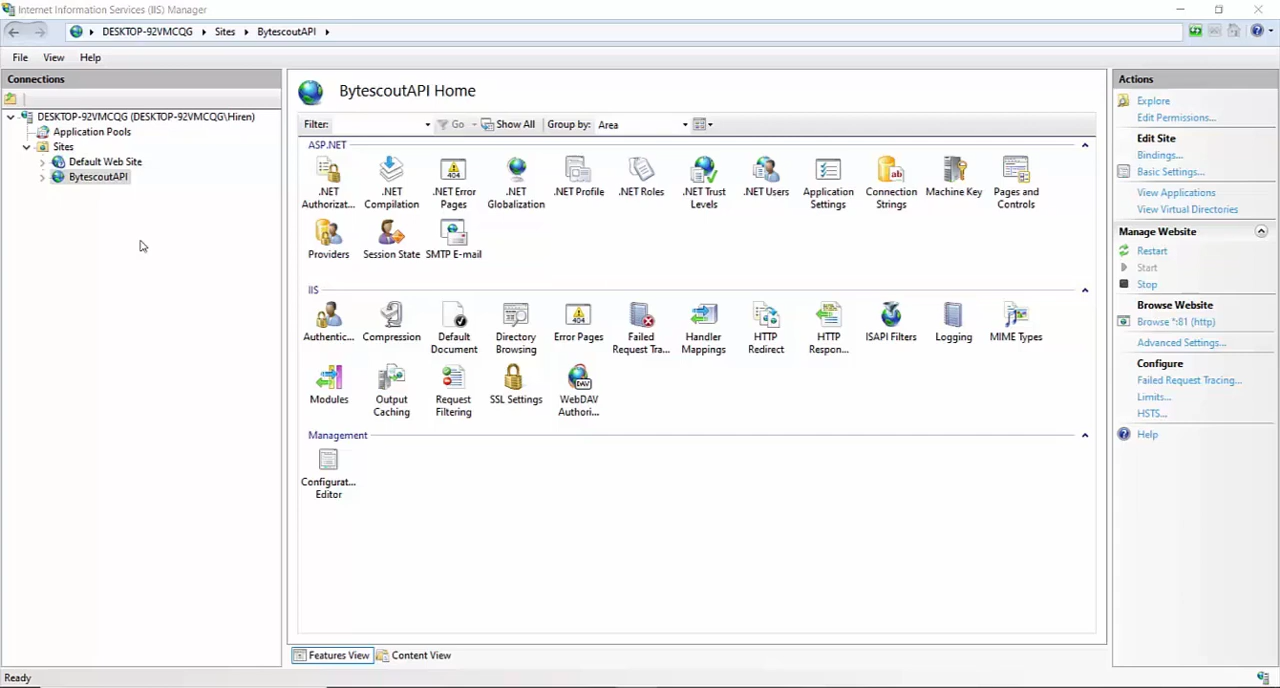 Internet Information Services (IIS) Manager
DESKTOP-92VMCQG Sites BytescoutAPI
File View Help
Connections
DESKTOP-92VMCQG (DESKTOP-92VMCQG\Hiren)
Application Pools
Sites
Default Web Site
BytescoutAPI
BytescoutAPI Home
Filter: Go Show All Group by: Area
ASP.NET
.NET Authorizat...
.NET Compilation
.NET Error Pages
.NET Globalization
.NET Profile
.NET Roles
.NET Trust Levels
.NET Users
Application Settings
Connection Strings
Machine Key
Pages and Controls
Providers
Session State
SMTP E-mail
IIS
Authentic...
Compression
Default Document
Directory Browsing
Error Pages
Failed Request Tra...
Handler Mappings
HTTP Redirect
HTTP Respon...
ISAPI Filters
Logging
MIME Types
Modules
Output Caching
Request Filtering
SSL Settings
WebDAV Authori...
Management
Configurat... Editor
Features View Content View
Actions
Explore
Edit Permissions...
Edit Site
Bindings...
Basic Settings...
View Applications
View Virtual Directories
Manage Website
Restart
Start
Stop
Browse Website
Browse *:81 (http)
Advanced Settings...
Configure
Failed Request Tracing...
Limits...
HSTS...
Help
Ready